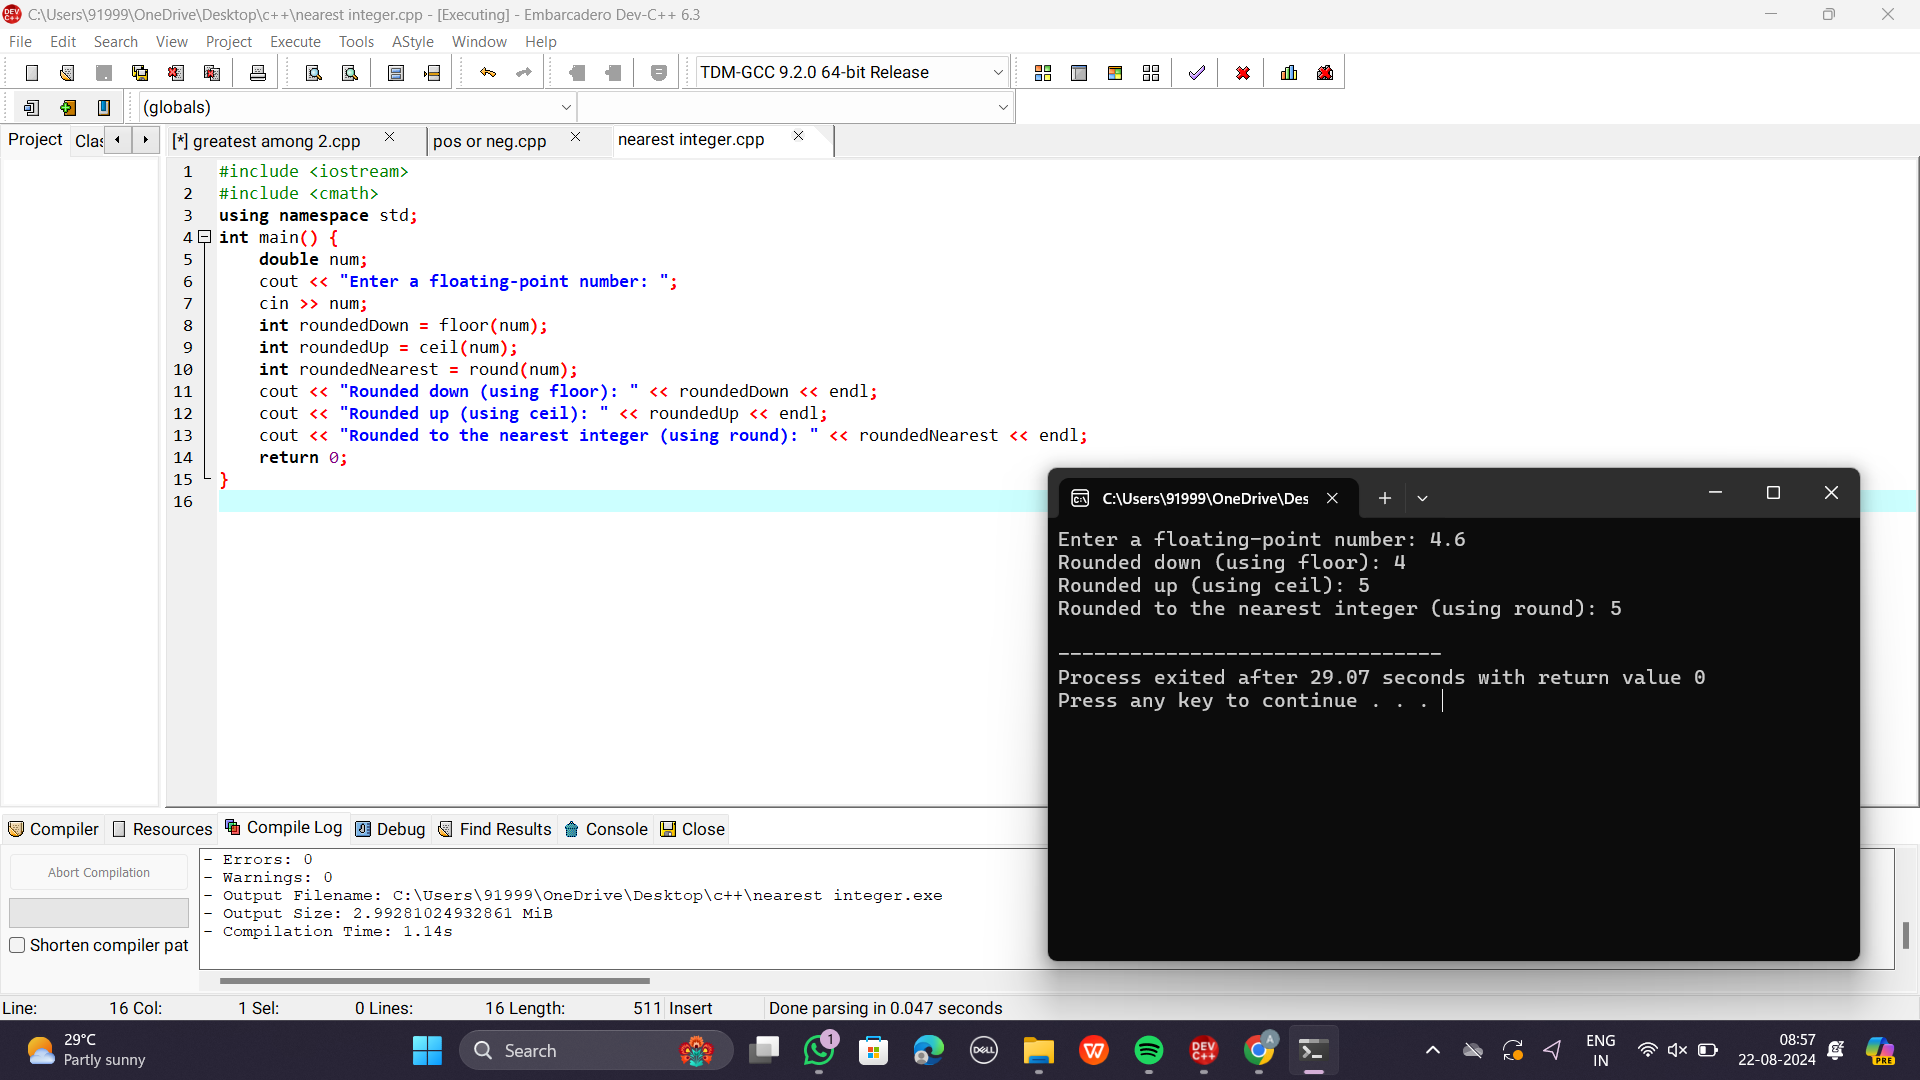 C:\Users\91999\OneDrive\Desktop\c++\nearest integer.cpp - [Executing] - Embarcadero Dev-C++ 6.3
File Edit Search View Project Execute Tools AStyle Window Help
TDM-GCC 9.2.0 64-bit Release
(globals)
Project Clas [*] greatest among 2.cpp pos or neg.cpp nearest integer.cpp
1 #include <iostream>
2 #include <cmath>
3 using namespace std;
4 int main() {
5 double num;
6 cout << "Enter a floating-point number: ";
7 cin >> num;
8 int roundedDown = floor(num);
9 int roundedUp = ceil(num);
10 int roundedNearest = round(num);
11 cout << "Rounded down (using floor): " << roundedDown << endl;
12 cout << "Rounded up (using ceil): " << roundedUp << endl;
13 cout << "Rounded to the nearest integer (using round): " << roundedNearest << endl;
14 return 0;
15 }
16
C:\Users\91999\OneDrive\Des
Enter a floating-point number: 4.6
Rounded down (using floor): 4
Rounded up (using ceil): 5
Rounded to the nearest integer (using round): 5
--------------------------------
Process exited after 29.07 seconds with return value 0
Press any key to continue . . .
Compiler Resources Compile Log Debug Find Results Console Close
Abort Compilation
Shorten compiler pat
- Errors: 0
- Warnings: 0
- Output Filename: C:\Users\91999\OneDrive\Desktop\c++\nearest integer.exe
- Output Size: 2.99281024932861 MiB
- Compilation Time: 1.14s
Line: 16 Col: 1 Sel: 0 Lines: 16 Length: 511 Insert Done parsing in 0.047 seconds
29°C
Partly sunny
Search
1
DELL
W
DEV C++
A
ENG
IN
08:57
22-08-2024
PRE